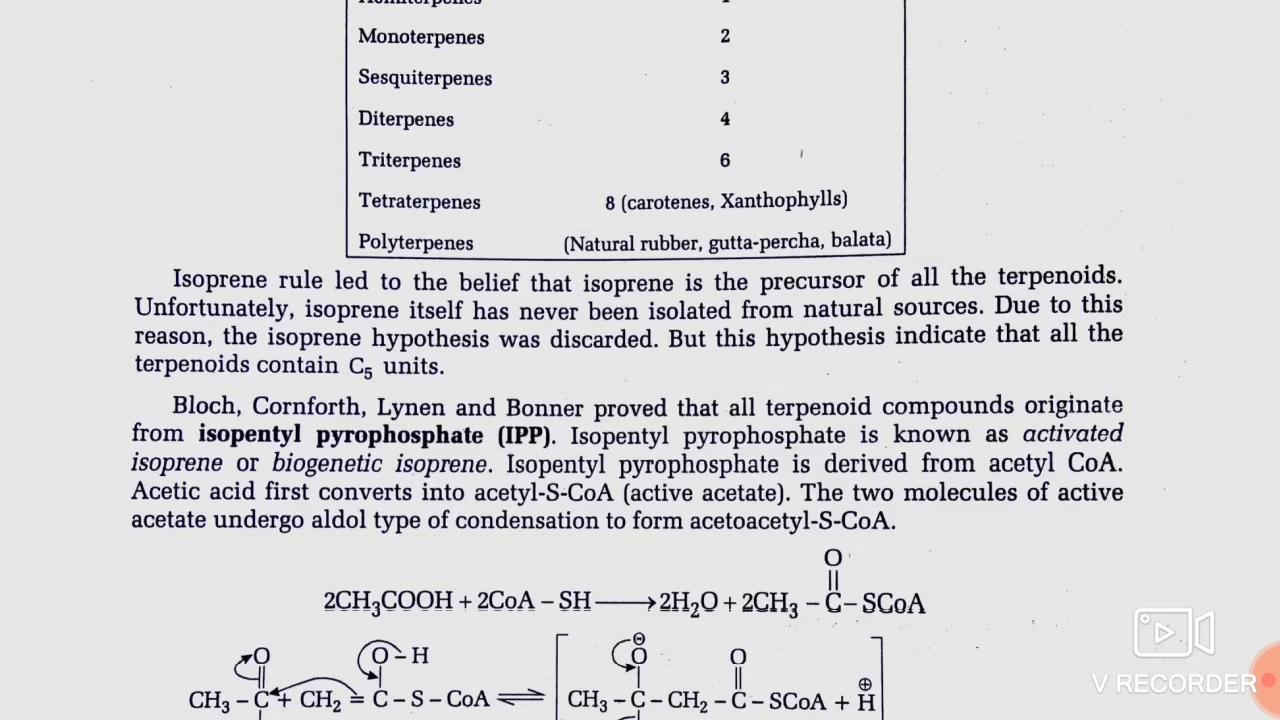 Hemiterpenes 1
Monoterpenes 2
Sesquiterpenes 3
Diterpenes 4
Triterpenes 6
Tetraterpenes 8 (carotenes, Xanthophylls)
Polyterpenes (Natural rubber, gutta-percha, balata)
Isoprene rule led to the belief that isoprene is the precursor of all the terpenoids.
Unfortunately, isoprene itself has never been isolated from natural sources. Due to this
reason, the isoprene hypothesis was discarded. But this hypothesis indicate that all the
terpenoids contain C₅ units.
Bloch, Cornforth, Lynen and Bonner proved that all terpenoid compounds originate
from isopentyl pyrophosphate (IPP). Isopentyl pyrophosphate is known as activated
isoprene or biogenetic isoprene. Isopentyl pyrophosphate is derived from acetyl CoA.
Acetic acid first converts into acetyl-S-CoA (active acetate). The two molecules of active
acetate undergo aldol type of condensation to form acetoacetyl-S-CoA.
O
||
2CH₃COOH + 2CoA – SH ⟶ 2H₂O + 2CH₃ – C – SCoA
O O – H ⊖ O O
CH₃ – C + CH₂ = C – S – CoA ⇌ [ CH₃ – C – CH₂ – C – SCoA + H⊕ ]
V RECORDER